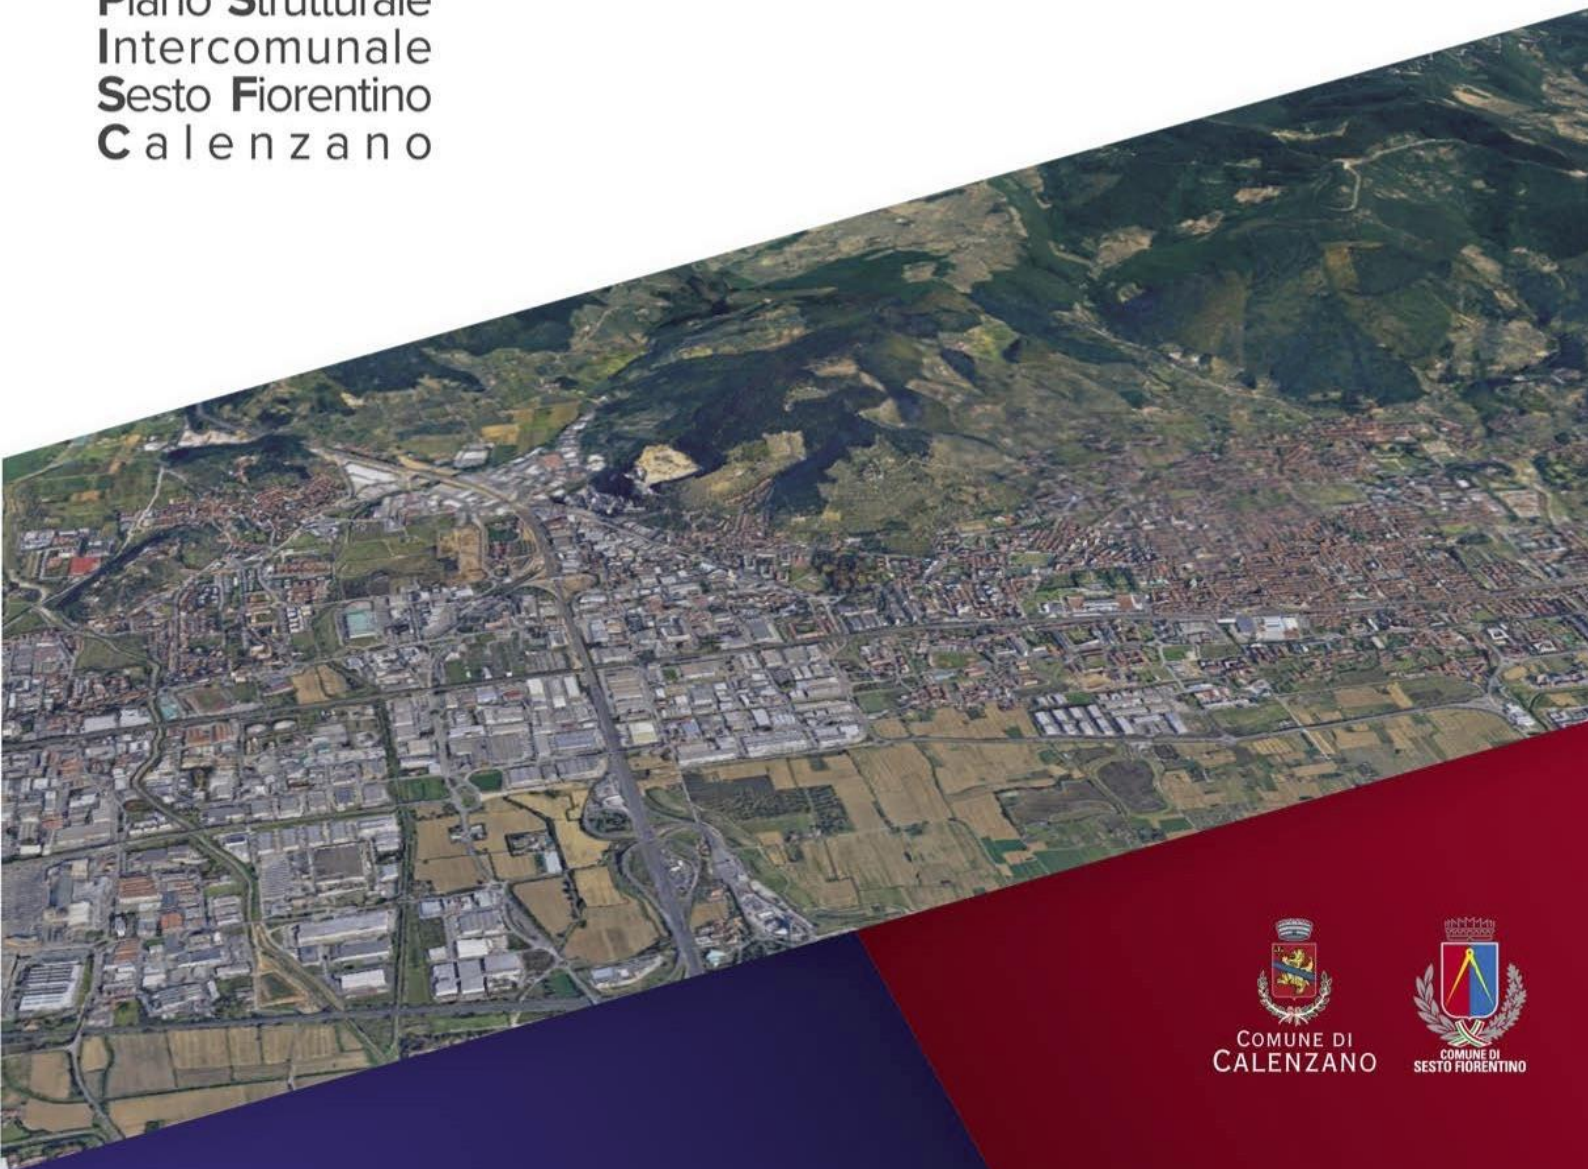 Piano Strutturale
Intercomunale
Sesto Fiorentino
Calenzano
COMUNE DI
CALENZANO
COMUNE DI
SESTO FIORENTINO